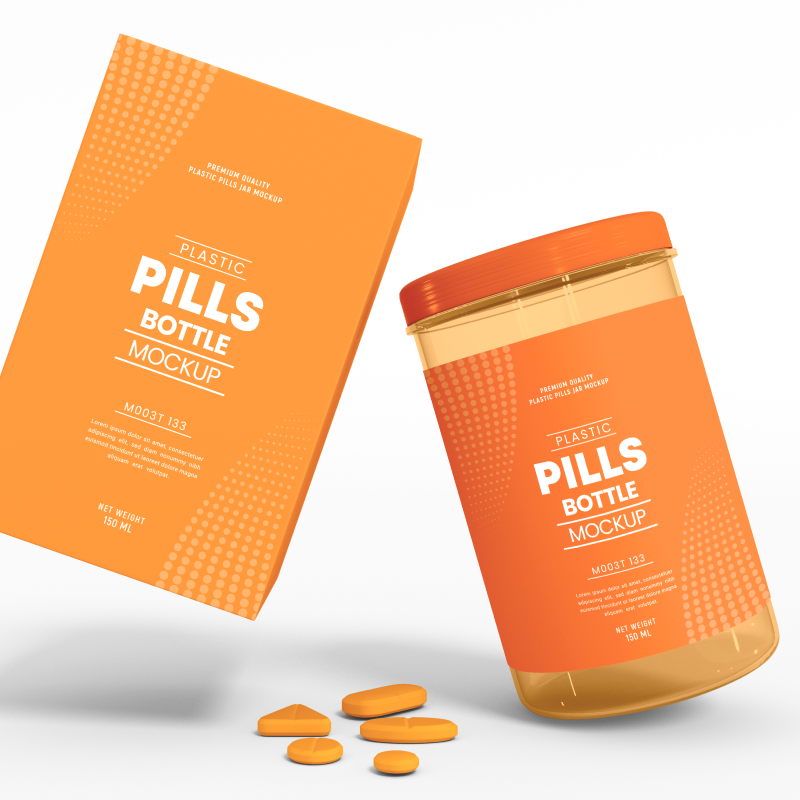 PREMIUM QUALITY
PLASTIC PILLS JAR MOCKUP
PLASTIC
PILLS
BOTTLE
MOCKUP
M003T 133
Lorem ipsum dolor sit amet, consectetuer
adipiscing elit, sed diam nonummy nibh
euismod tincidunt ut laoreet dolore magna
aliquam erat volutpat.
NET WEIGHT
150 ML
PREMIUM QUALITY
PLASTIC PILLS JAR MOCKUP
PLASTIC
PILLS
BOTTLE
MOCKUP
M003T 133
Lorem ipsum dolor sit amet, consectetuer
adipiscing elit, sed diam nonummy nibh
euismod tincidunt ut laoreet dolore magna
aliquam erat volutpat.
NET WEIGHT
150 ML